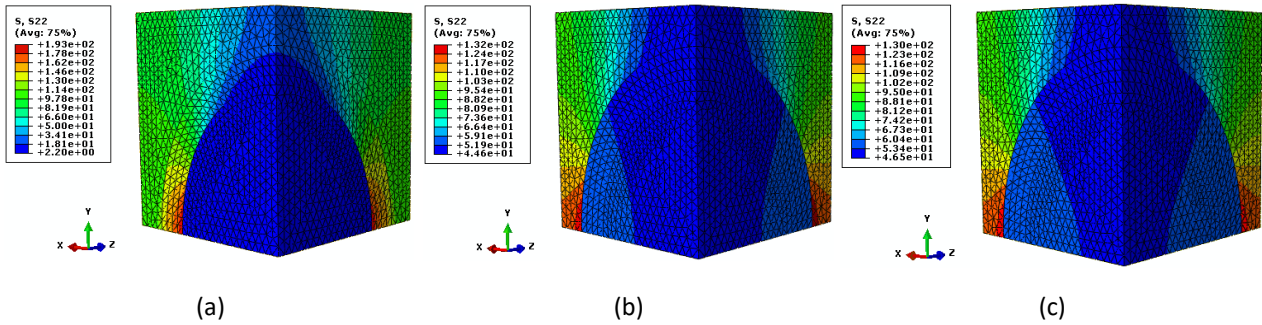 S, S22
(Avg: 75%)
+1.93e+02
+1.78e+02
+1.62e+02
+1.46e+02
+1.30e+02
+1.14e+02
+9.78e+01
+8.19e+01
+6.60e+01
+5.00e+01
+3.41e+01
+1.81e+01
+2.20e+00
Y
X
Z
(a)
S, S22
(Avg: 75%)
+1.32e+02
+1.24e+02
+1.17e+02
+1.10e+02
+1.03e+02
+9.54e+01
+8.82e+01
+8.09e+01
+7.36e+01
+6.64e+01
+5.91e+01
+5.19e+01
+4.46e+01
Y
X
Z
(b)
S, S22
(Avg: 75%)
+1.30e+02
+1.23e+02
+1.16e+02
+1.09e+02
+1.02e+02
+9.50e+01
+8.81e+01
+8.12e+01
+7.42e+01
+6.73e+01
+6.04e+01
+5.34e+01
+4.65e+01
Y
X
Z
(c)